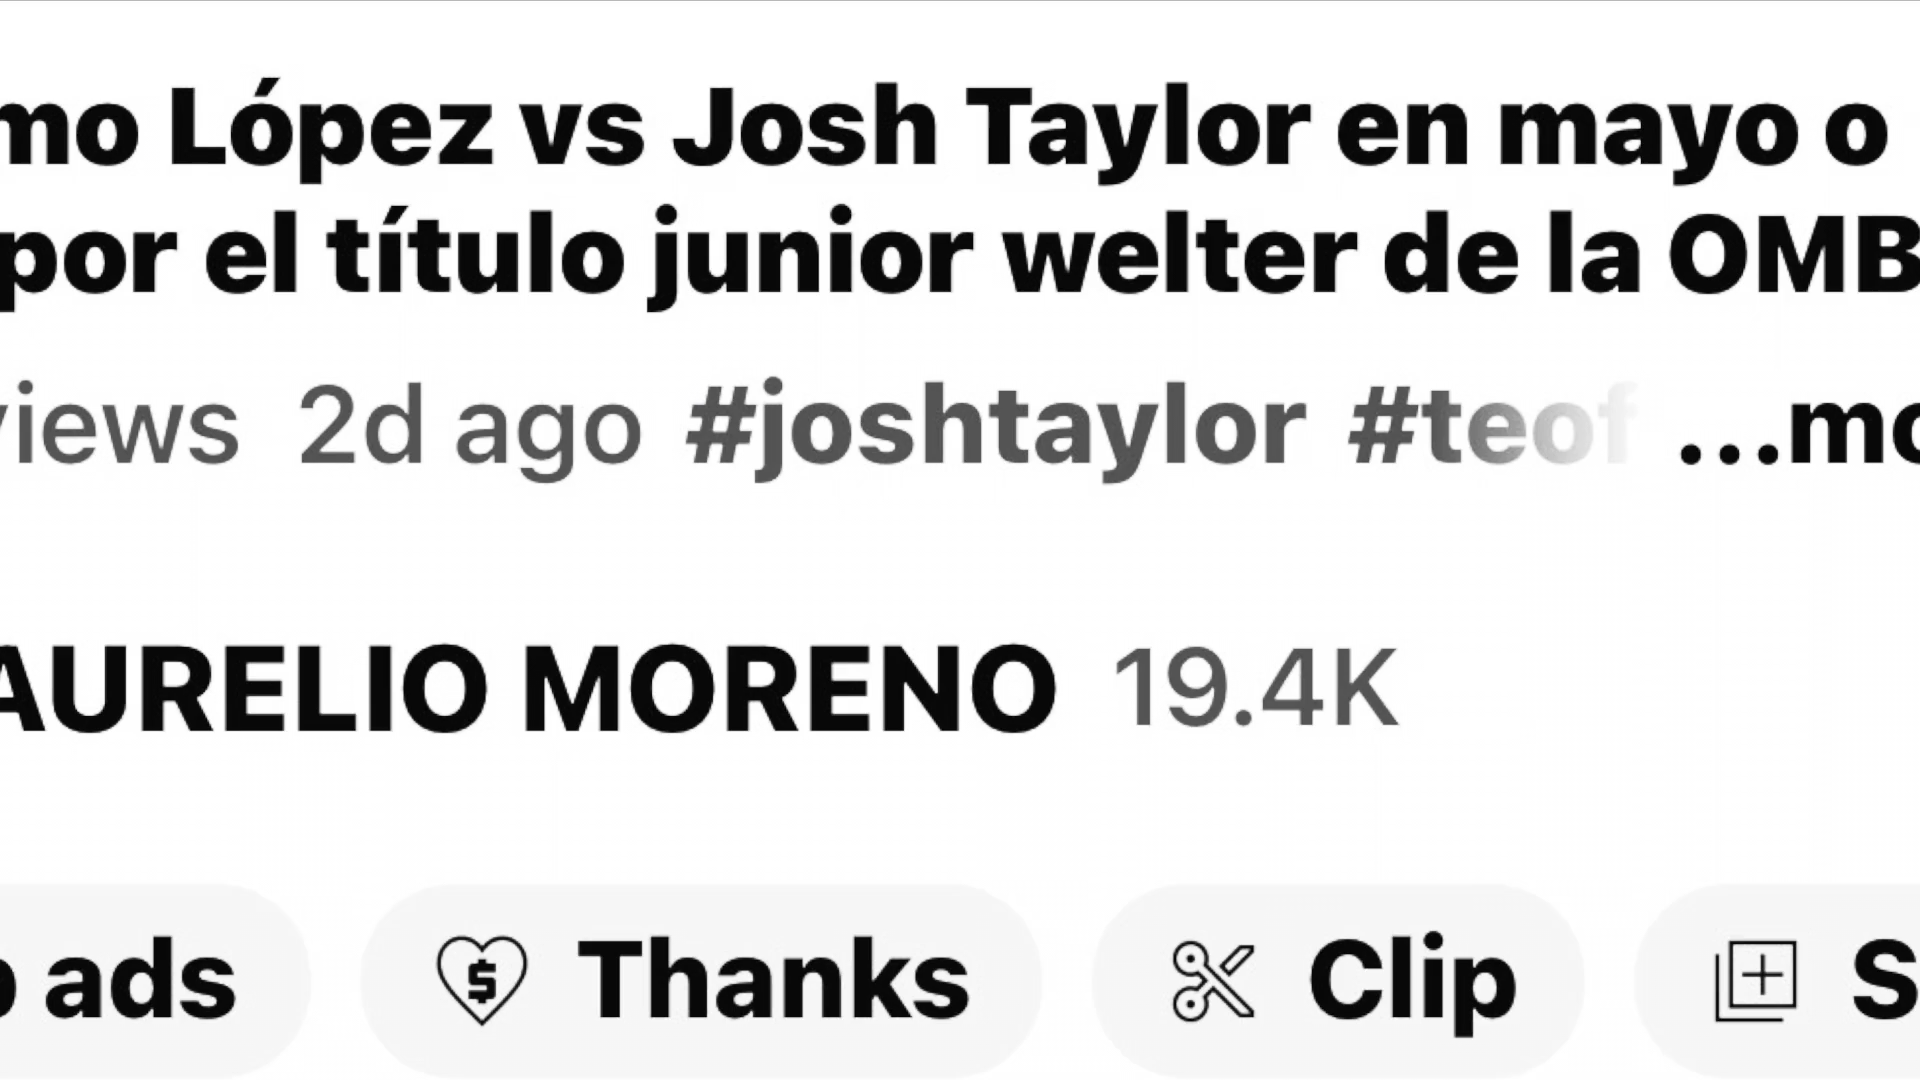 mo López vs Josh Taylor en mayo o
por el título junior welter de la OMB
views 2d ago #joshtaylor #teof ...mo
AURELIO MORENO 19.4K
ads Thanks Clip S